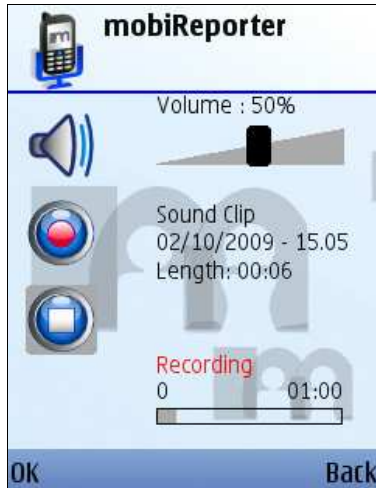 mobiReporter
Volume : 50%
Sound Clip
02/10/2009 - 15.05
Length: 00:06
Recording
0 01:00
OK Back